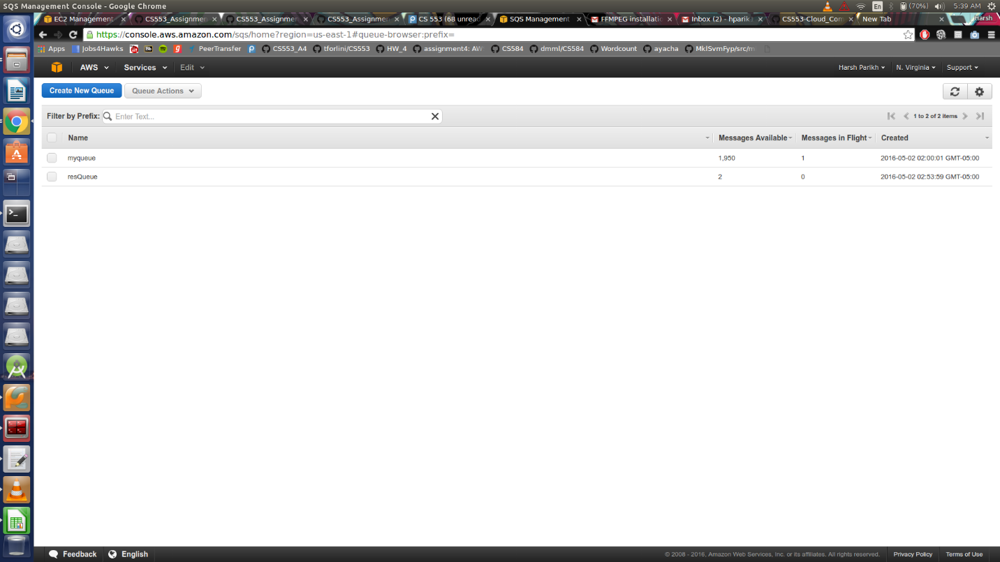 SQS Management Console - Google Chrome
En (70%) 5:39 AM
EC2 Management CS553_Assignmen CS553_Assignmen CS553_Assignmen CS 553 (68 unread SQS Management FFMPEG installatio Inbox (2) - hparika CS553-Cloud_Com New Tab Harsh
https://console.aws.amazon.com/sqs/home?region=us-east-1#queue-browser:prefix=
Apps Jobs4Hawks Bb PeerTransfer CS553_A4 tforlini/CS553 HW_4 assignment4: AW CS584 dmml/CS584 Wordcount ayacha MklSvmFyp/src/m
AWS Services Edit Harsh Parikh N. Virginia Support
Create New Queue Queue Actions
Filter by Prefix: Enter Text... 1 to 2 of 2 items
Name Messages Available Messages in Flight Created
myqueue 1,950 1 2016-05-02 02:00:01 GMT-05:00
resQueue 2 0 2016-05-02 02:53:59 GMT-05:00
Feedback English © 2008 - 2016, Amazon Web Services, Inc. or its affiliates. All rights reserved. Privacy Policy Terms of Use